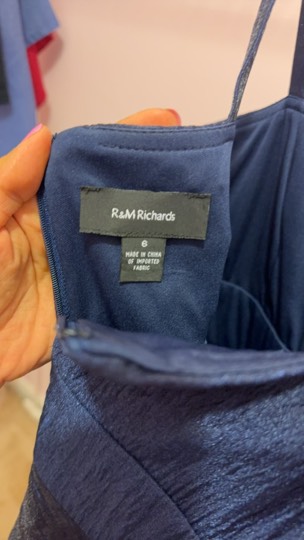 R&M Richards
6
MADE IN CHINA
OF IMPORTED
FABRIC